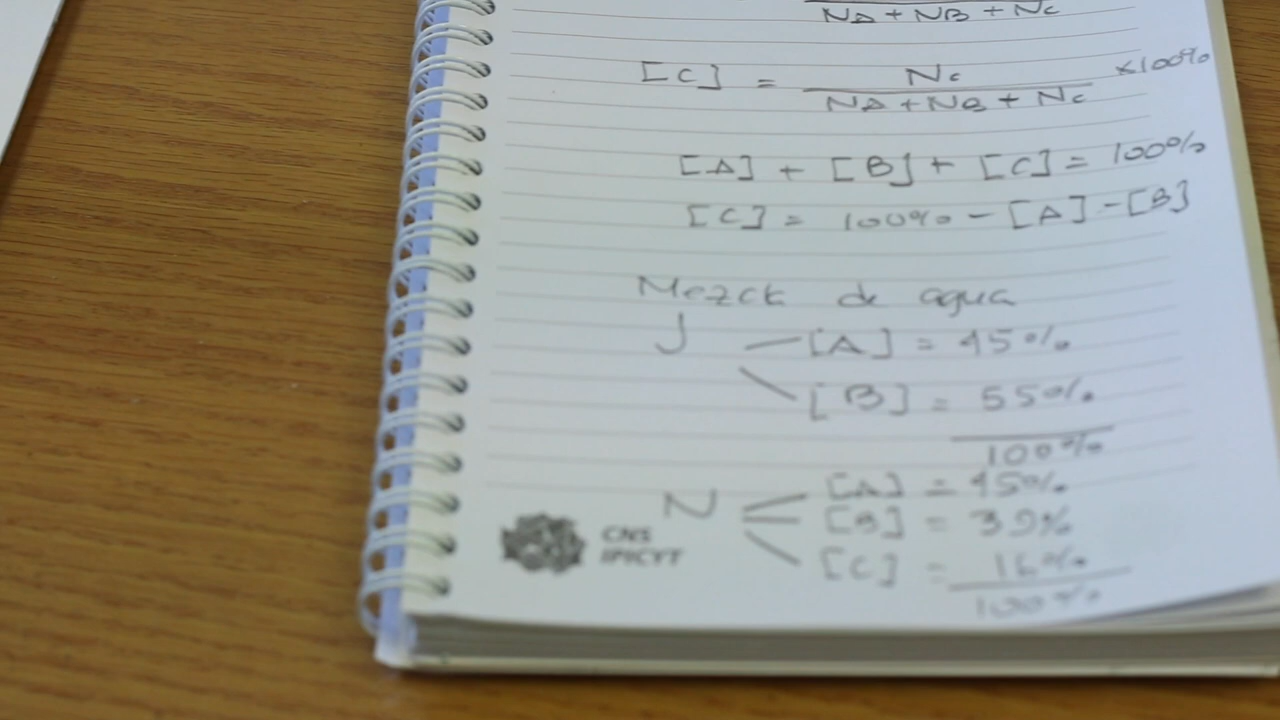 NA + NB + Nc
[C] = Nc / NA + NB + Nc x100%
[A] + [B] + [C] = 100%
[C] = 100% - [A] - [B]
Mezcla de agua
J [A] = 45%
[B] = 55%
100%
N [A] = 45%
[B] = 39%
[C] = 16%
100%
CNS
IPICYT